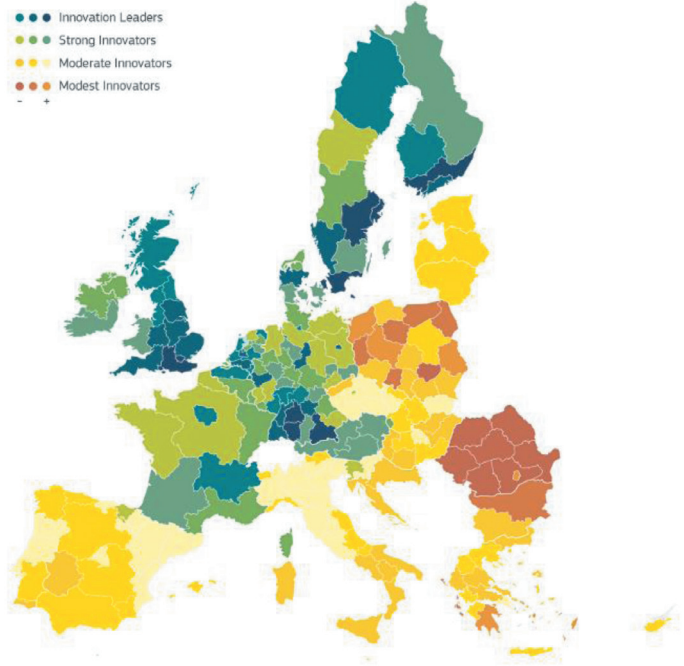 Innovation Leaders
Strong Innovators
Moderate Innovators
Modest Innovators
- +